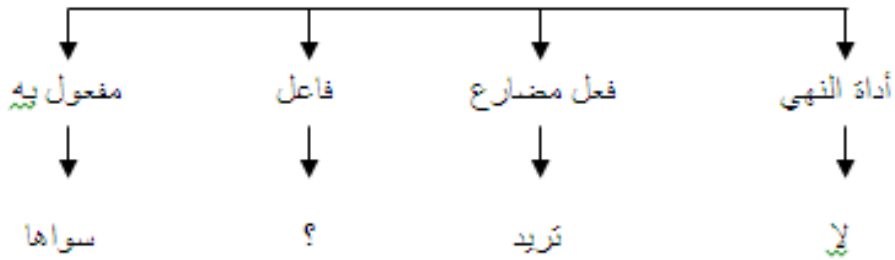 أداة النهي فعل مضارع فاعل مفعول به
لا تريد ؟ سواها